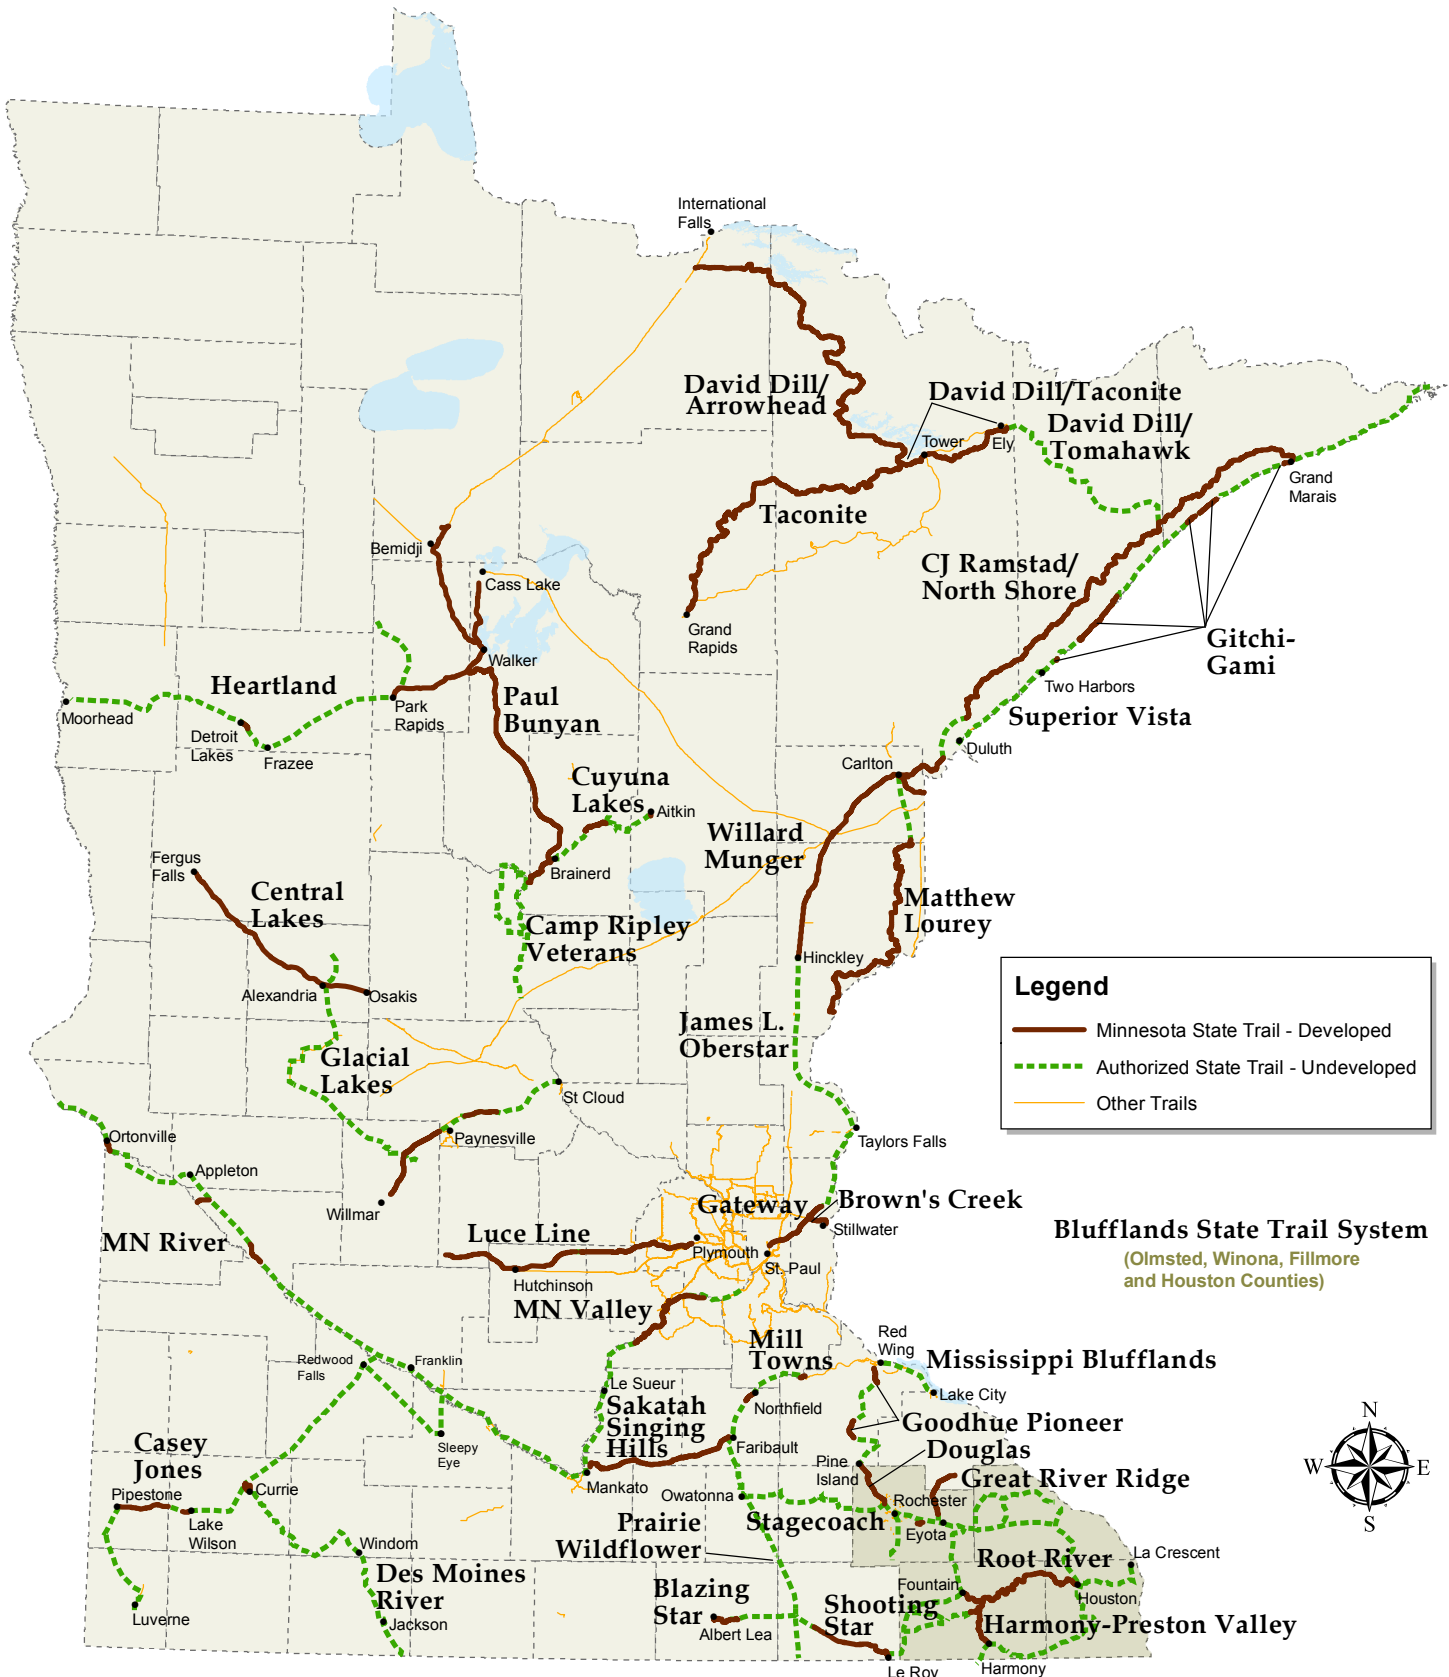 International
Falls
David Dill/
Arrowhead
David Dill/Taconite
David Dill/
Tomahawk
Tower
Ely
Grand
Marais
Taconite
Bemidji
Cass Lake
CJ Ramstad/
North Shore
Grand
Rapids
Gitchi-
Gami
Walker
Heartland
Paul
Bunyan
Two Harbors
Moorhead
Park
Rapids
Superior Vista
Detroit
Lakes
Frazee
Duluth
Carlton
Cuyuna
Lakes
Aitkin
Willard
Munger
Fergus
Falls
Brainerd
Central
Lakes
Matthew
Lourey
Camp Ripley
Veterans
Hinckley
Alexandria
Osakis
Legend
Minnesota State Trail - Developed
Authorized State Trail - Undeveloped
Other Trails
James L.
Oberstar
Glacial
Lakes
St Cloud
Ortonville
Paynesville
Taylors Falls
Appleton
Willmar
Gateway
Brown's Creek
Stillwater
MN River
Luce Line
Plymouth
St. Paul
Blufflands State Trail System
(Olmsted, Winona, Fillmore
and Houston Counties)
Hutchinson
MN Valley
Mill
Towns
Red
Wing
Mississippi Blufflands
Redwood
Falls
Franklin
Le Sueur
Lake City
Sakatah
Singing
Hills
Northfield
Goodhue Pioneer
Casey
Jones
Sleepy
Eye
Faribault
Douglas
Pine
Island
Great River Ridge
N
W
E
S
Pipestone
Currie
Mankato
Owatonna
Rochester
Lake
Wilson
Prairie
Wildflower
Stagecoach
Eyota
Windom
Root River
La Crescent
Des Moines
River
Blazing
Star
Fountain
Houston
Luverne
Jackson
Albert Lea
Shooting
Star
Harmony-Preston Valley
Le Roy
Harmony